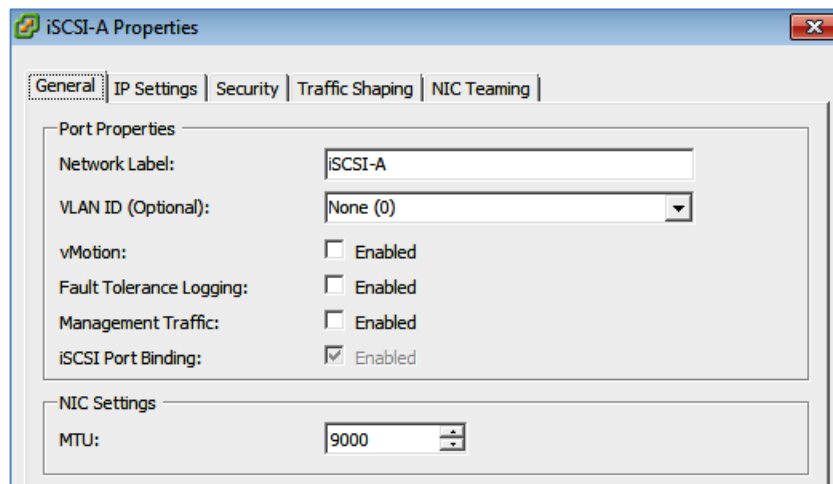 iSCSI-A Properties
General IP Settings Security Traffic Shaping NIC Teaming
Port Properties
Network Label: iSCSI-A
VLAN ID (Optional): None (0)
vMotion: Enabled
Fault Tolerance Logging: Enabled
Management Traffic: Enabled
iSCSI Port Binding: Enabled
NIC Settings
MTU: 9000